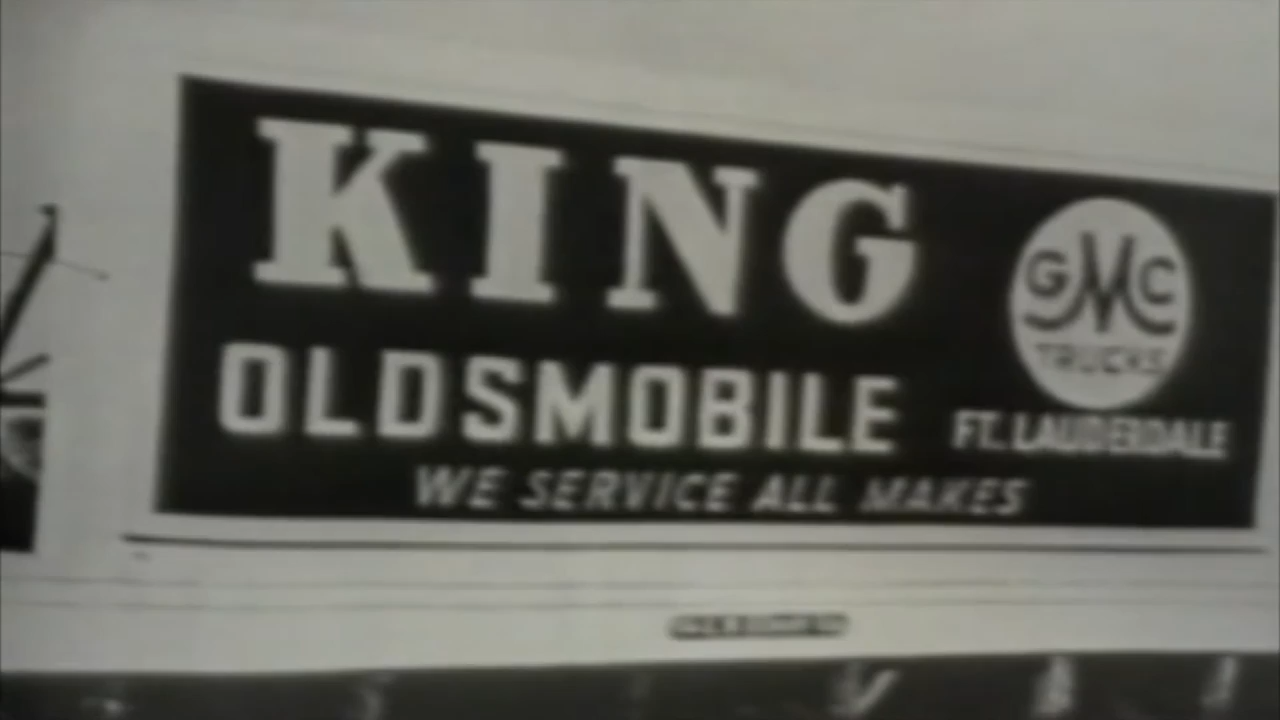 KING
OLDSMOBILE
GMC
TRUCKS
FT. LAUDERDALE
WE SERVICE ALL MAKES